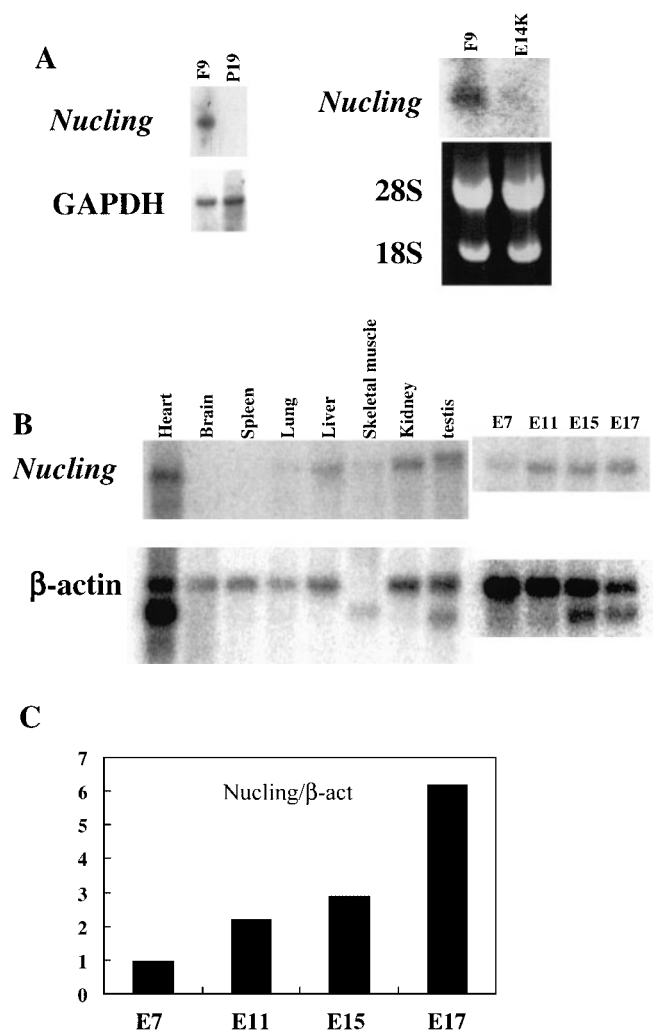 A
F9 P19
Nucling
GAPDH
F9 E14K
Nucling
28S
18S
B
Heart Brain Spleen Lung Liver Skeletal muscle Kidney testis
E7 E11 E15 E17
Nucling
β-actin
C
Nucling/β-act
7
6
5
4
3
2
1
0
E7 E11 E15 E17